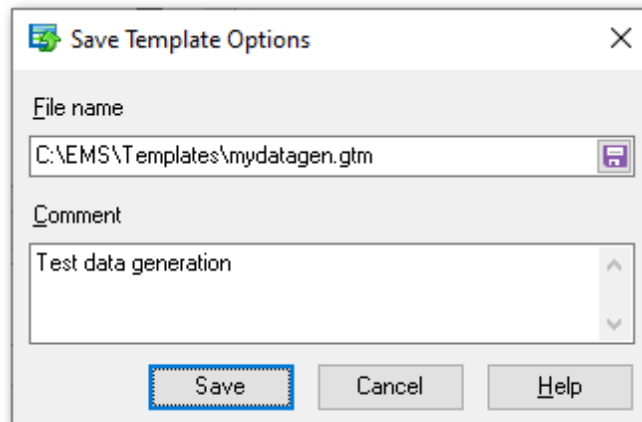 Save Template Options
File name
C:\EMS\Templates\mydatagen.gtm
Comment
Test data generation
Save Cancel Help